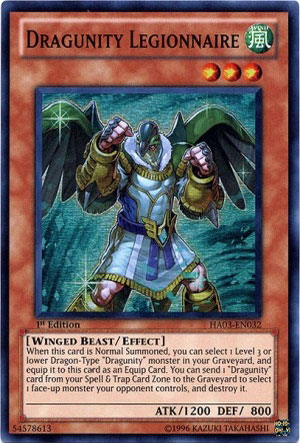 DRAGUNITY LEGIONNAIRE
風
1st Edition
HA03-EN032
[WINGED BEAST/EFFECT]
When this card is Normal Summoned, you can select 1 Level 3 or
lower Dragon-Type "Dragunity" monster in your Graveyard, and
equip it to this card as an Equip Card. You can send 1 "Dragunity"
card from your Spell & Trap Card Zone to the Graveyard to select
1 face-up monster your opponent controls, and destroy it.
ATK/1200 DEF/ 800
54578613
©1996 KAZUKI TAKAHASHI